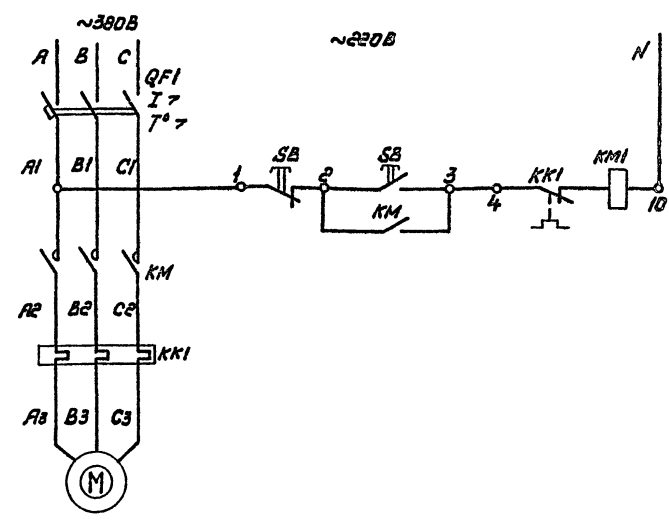 ~380В
~220В
A B C
N
QF1
I>
T°>
A1 B1 C1
1
SB
2
SB
3
4
KK1
KM1
10
KM
KM
A2 B2 C2
KK1
A3 B3 C3
M